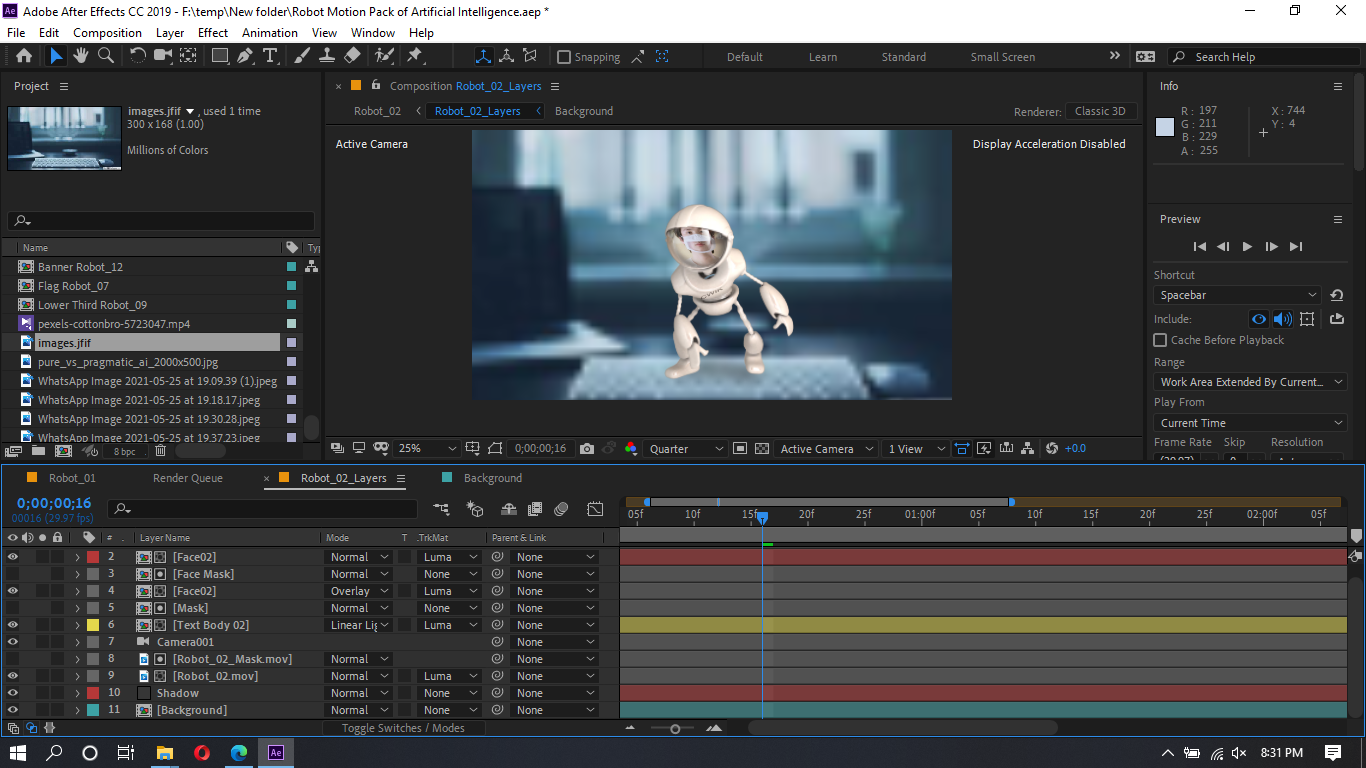 Adobe After Effects CC 2019 - F:\temp\New folder\Robot Motion Pack of Artificial Intelligence.aep *
File Edit Composition Layer Effect Animation View Window Help
Snapping Default Learn Standard Small Screen Search Help
Project
images.jfif , used 1 time
300 x 168 (1.00)
Millions of Colors
Name
Banner Robot_12
Flag Robot_07
Lower Third Robot_09
pexels-cottonbro-5723047.mp4
images.jfif
pure_vs_pragmatic_ai_2000x500.jpg
WhatsApp Image 2021-05-25 at 19.09.39 (1).jpeg
WhatsApp Image 2021-05-25 at 19.18.17.jpeg
WhatsApp Image 2021-05-25 at 19.30.28.jpeg
WhatsApp Image 2021-05-25 at 19.37.23.jpeg
8 bpc
Composition Robot_02_Layers
Robot_02 Robot_02_Layers Background
Renderer: Classic 3D
Active Camera
Display Acceleration Disabled
25% 0;00;00;16 Quarter Active Camera 1 View +0.0
Info
R : 197 X : 744
G : 211 Y : 4
B : 229
A : 255
Preview
Shortcut
Spacebar
Include:
Cache Before Playback
Range
Work Area Extended By Current...
Play From
Current Time
Frame Rate Skip Resolution
Robot_01 Render Queue Robot_02_Layers Background
0;00;00;16
00016 (29.97 fps)
05f 10f 15f 20f 25f 01:00f 05f 10f 15f 20f 25f 02:00f 05f
# Layer Name Mode T .TrkMat Parent & Link
2 [Face02] Normal Luma None
3 [Face Mask] Normal None None
4 [Face02] Overlay Luma None
5 [Mask] Normal None None
6 [Text Body 02] Linear Lig Luma None
7 Camera001 None
8 [Robot_02_Mask.mov] Normal None
9 [Robot_02.mov] Normal Luma None
10 Shadow Normal None None
11 [Background] Normal None None
Toggle Switches / Modes
Ae 8:31 PM